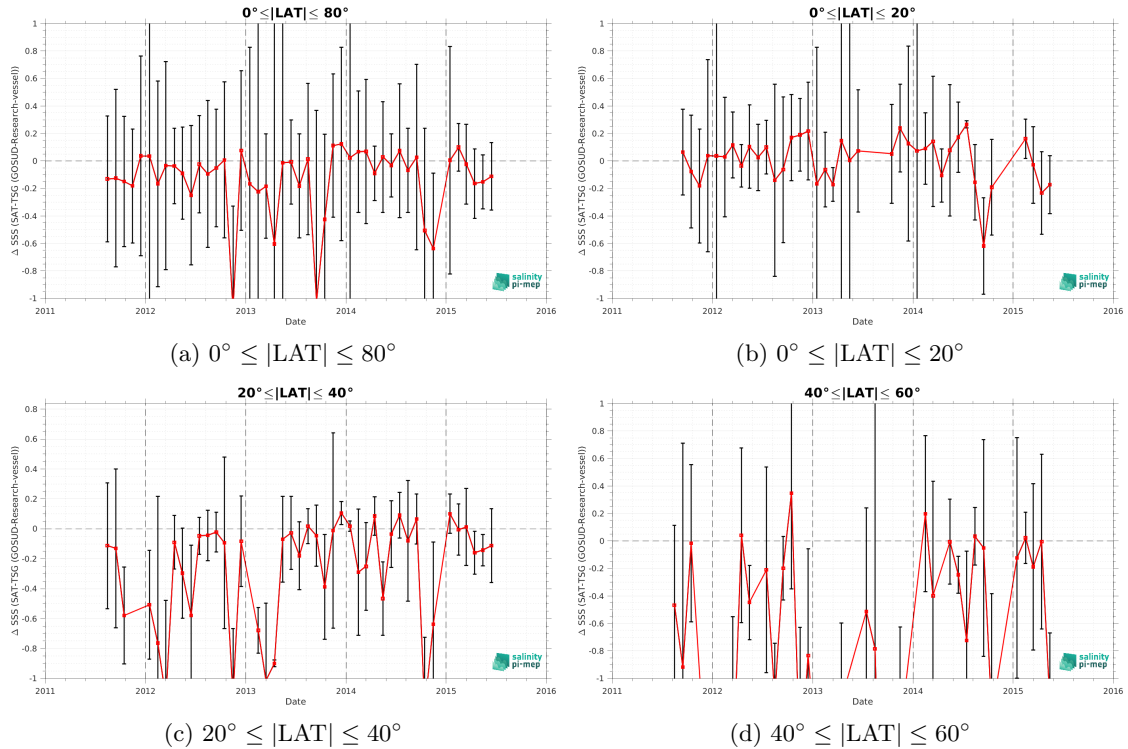 0°≤|LAT|≤ 80°
Δ SSS (SAT-TSG (GOSUD-Research-vessel))
1
0.8
0.6
0.4
0.2
0
-0.2
-0.4
-0.6
-0.8
-1
2011 2012 2013 2014 2015 2016
Date
salinity
pi-mep
(a) 0° ≤ |LAT| ≤ 80°
0°≤|LAT|≤ 20°
Δ SSS (SAT-TSG (GOSUD-Research-vessel))
1
0.8
0.6
0.4
0.2
0
-0.2
-0.4
-0.6
-0.8
-1
2011 2012 2013 2014 2015 2016
Date
salinity
pi-mep
(b) 0° ≤ |LAT| ≤ 20°
20°≤|LAT|≤ 40°
Δ SSS (SAT-TSG (GOSUD-Research-vessel))
0.8
0.6
0.4
0.2
0
-0.2
-0.4
-0.6
-0.8
-1
2011 2012 2013 2014 2015 2016
Date
salinity
pi-mep
(c) 20° ≤ |LAT| ≤ 40°
40°≤|LAT|≤ 60°
Δ SSS (SAT-TSG (GOSUD-Research-vessel))
1
0.8
0.6
0.4
0.2
0
-0.2
-0.4
-0.6
-0.8
-1
2011 2012 2013 2014 2015 2016
Date
salinity
pi-mep
(d) 40° ≤ |LAT| ≤ 60°